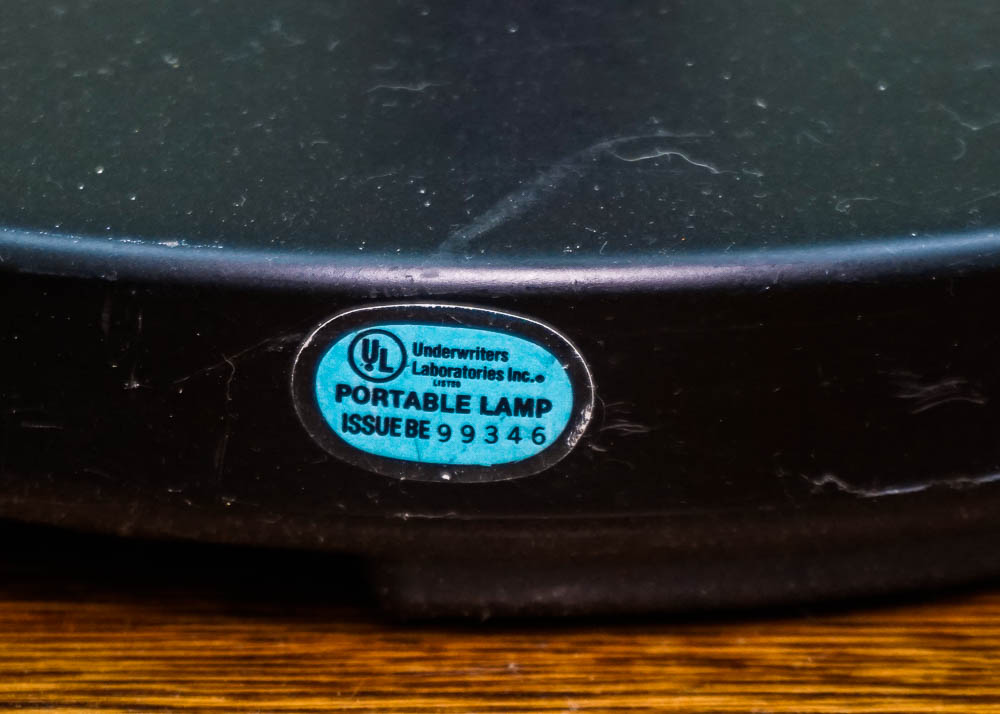 UL
Underwriters
Laboratories Inc.®
LISTED
PORTABLE LAMP
ISSUE BE 99346